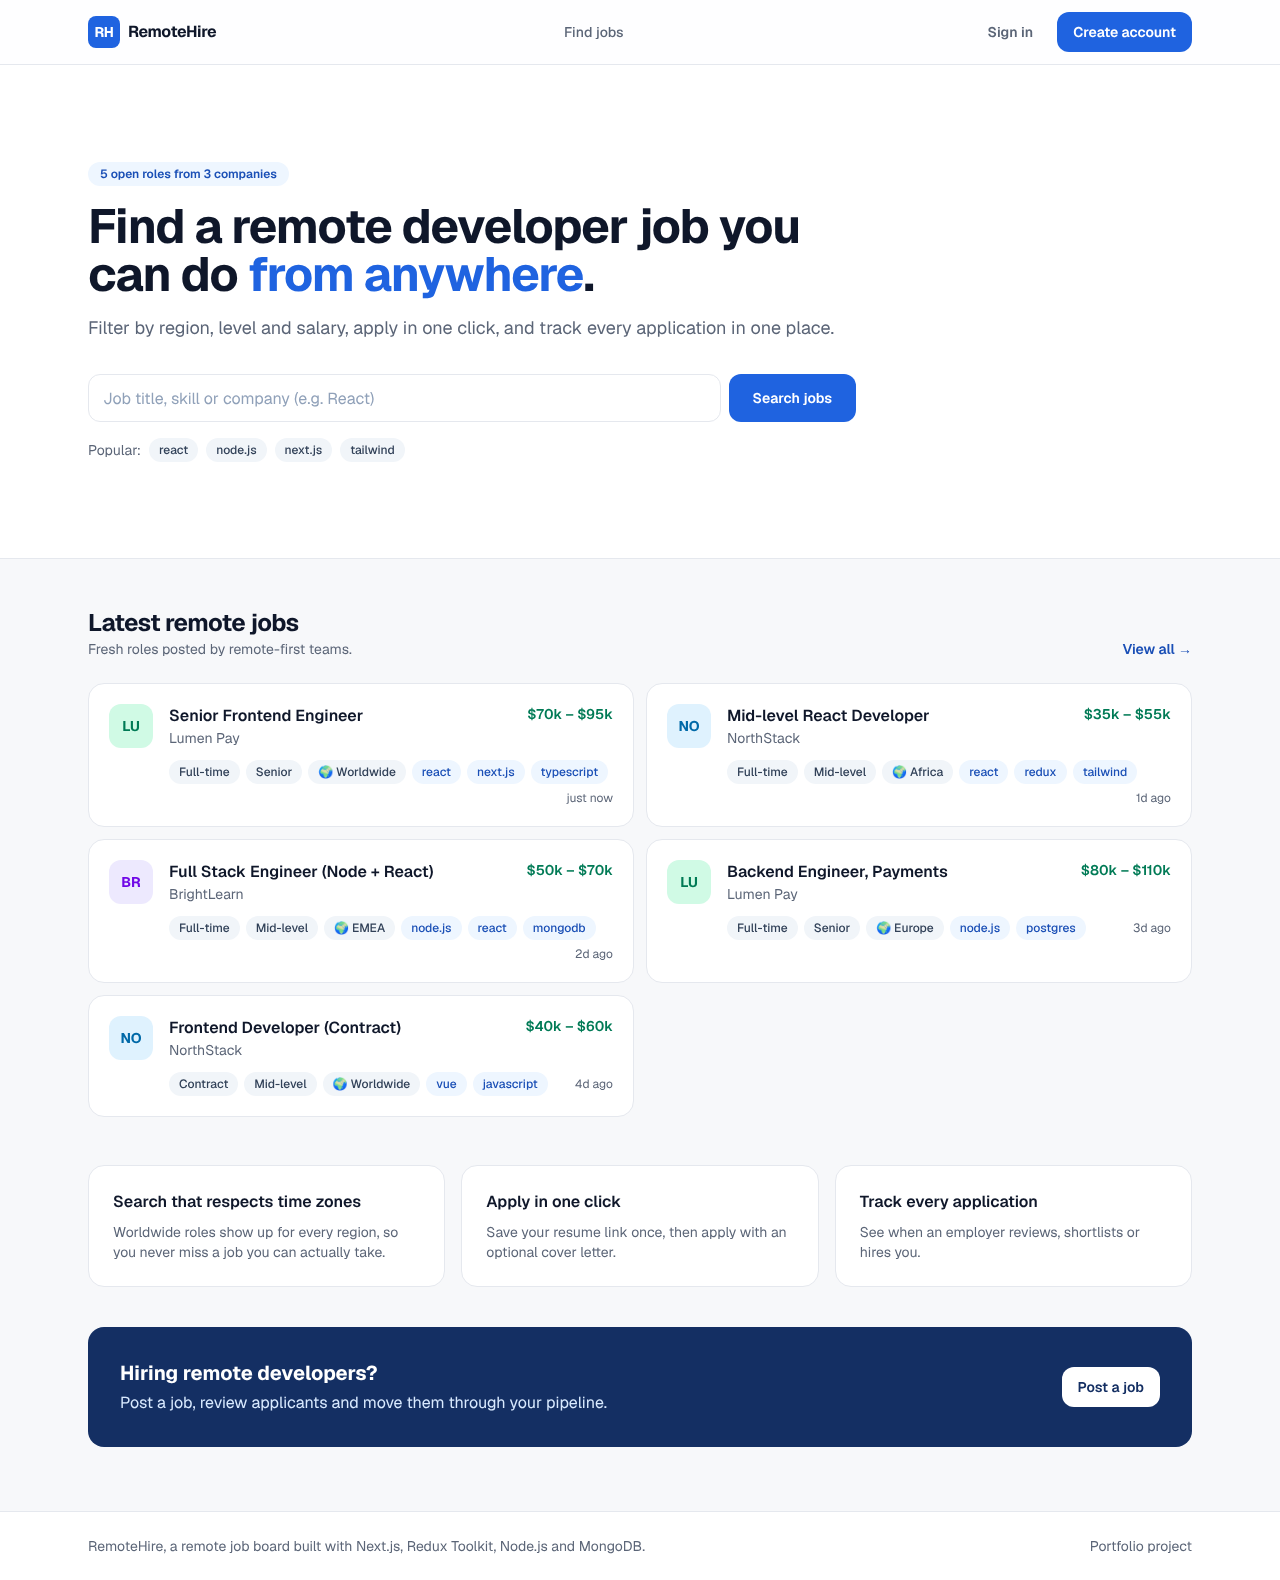 RH RemoteHire Find jobs Sign in Create account
5 open roles from 3 companies
Find a remote developer job you
can do from anywhere.
Filter by region, level and salary, apply in one click, and track every application in one place.
Job title, skill or company (e.g. React) Search jobs
Popular: react node.js next.js tailwind
Latest remote jobs
Fresh roles posted by remote-first teams.
View all →
LU Senior Frontend Engineer $70k – $95k
Lumen Pay
Full-time Senior 🌍 Worldwide react next.js typescript
just now
NO Mid-level React Developer $35k – $55k
NorthStack
Full-time Mid-level 🌍 Africa react redux tailwind
1d ago
BR Full Stack Engineer (Node + React) $50k – $70k
BrightLearn
Full-time Mid-level 🌍 EMEA node.js react mongodb
2d ago
LU Backend Engineer, Payments $80k – $110k
Lumen Pay
Full-time Senior 🌍 Europe node.js postgres 3d ago
NO Frontend Developer (Contract) $40k – $60k
NorthStack
Contract Mid-level 🌍 Worldwide vue javascript 4d ago
Search that respects time zones
Worldwide roles show up for every region, so
you never miss a job you can actually take.
Apply in one click
Save your resume link once, then apply with an
optional cover letter.
Track every application
See when an employer reviews, shortlists or
hires you.
Hiring remote developers?
Post a job, review applicants and move them through your pipeline.
Post a job
RemoteHire, a remote job board built with Next.js, Redux Toolkit, Node.js and MongoDB.
Portfolio project